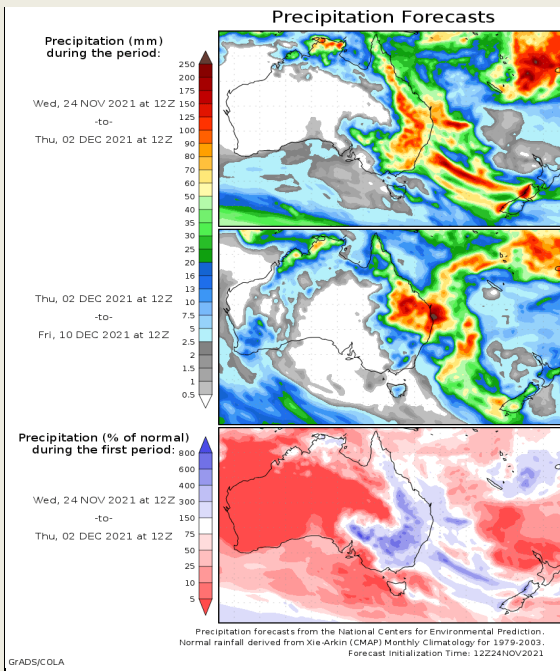 Precipitation Forecasts
Precipitation (mm)
during the period:
Wed, 24 NOV 2021 at 12Z
-to-
Thu, 02 DEC 2021 at 12Z
250
200
175
150
125
100
90
80
70
60
50
40
35
30
25
20
16
13
10
7.5
5
2.5
2
1.5
1
0.5
Thu, 02 DEC 2021 at 12Z
-to-
Fri, 10 DEC 2021 at 12Z
Precipitation (% of normal)
during the first period:
Wed, 24 NOV 2021 at 12Z
-to-
Thu, 02 DEC 2021 at 12Z
800
600
400
300
150
75
50
25
10
5
Precipitation forecasts from the National Centers for Environmental Prediction.
Normal rainfall derived from Xie-Arkin (CMAP) Monthly Climatology for 1979-2003.
Forecast Initialization Time: 12Z24NOV2021
GrADS/COLA